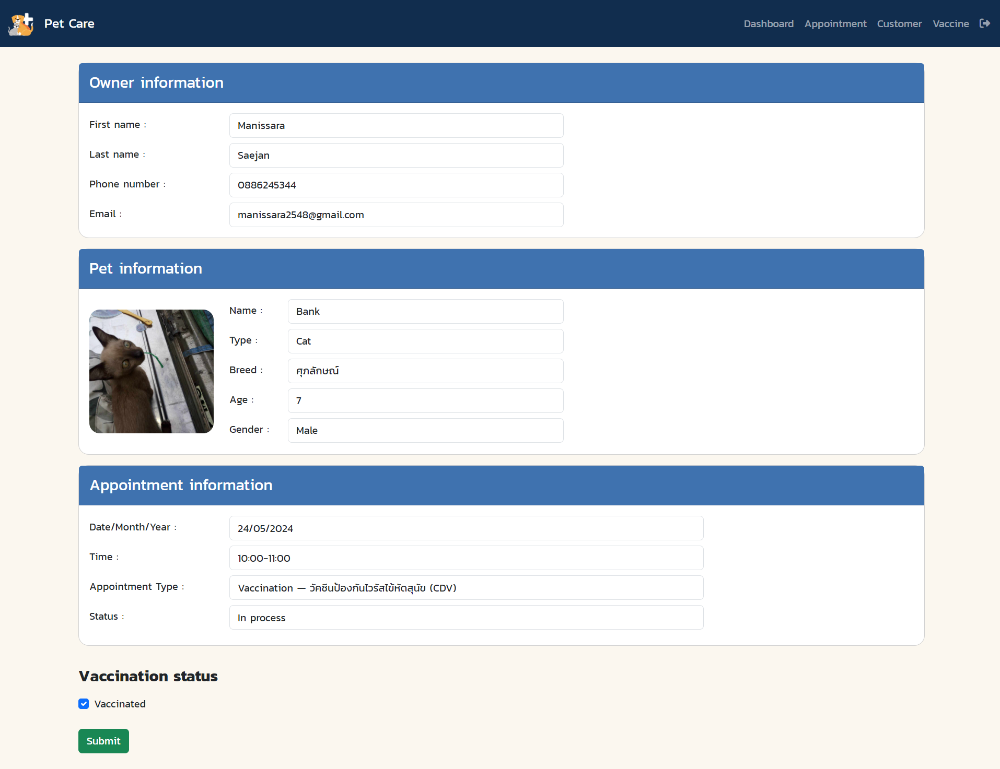 Pet Care
Dashboard Appointment Customer Vaccine
Owner information
First name : Manissara
Last name : Saejan
Phone number : 0886245344
Email : manissara2548@gmail.com
Pet information
Name : Bank
Type : Cat
Breed : ศุภลักษณ์
Age : 7
Gender : Male
Appointment information
Date/Month/Year : 24/05/2024
Time : 10:00-11:00
Appointment Type : Vaccination — วัคซีนป้องกันไวรัสไข้หัดสุนัข (CDV)
Status : In process
Vaccination status
Vaccinated
Submit